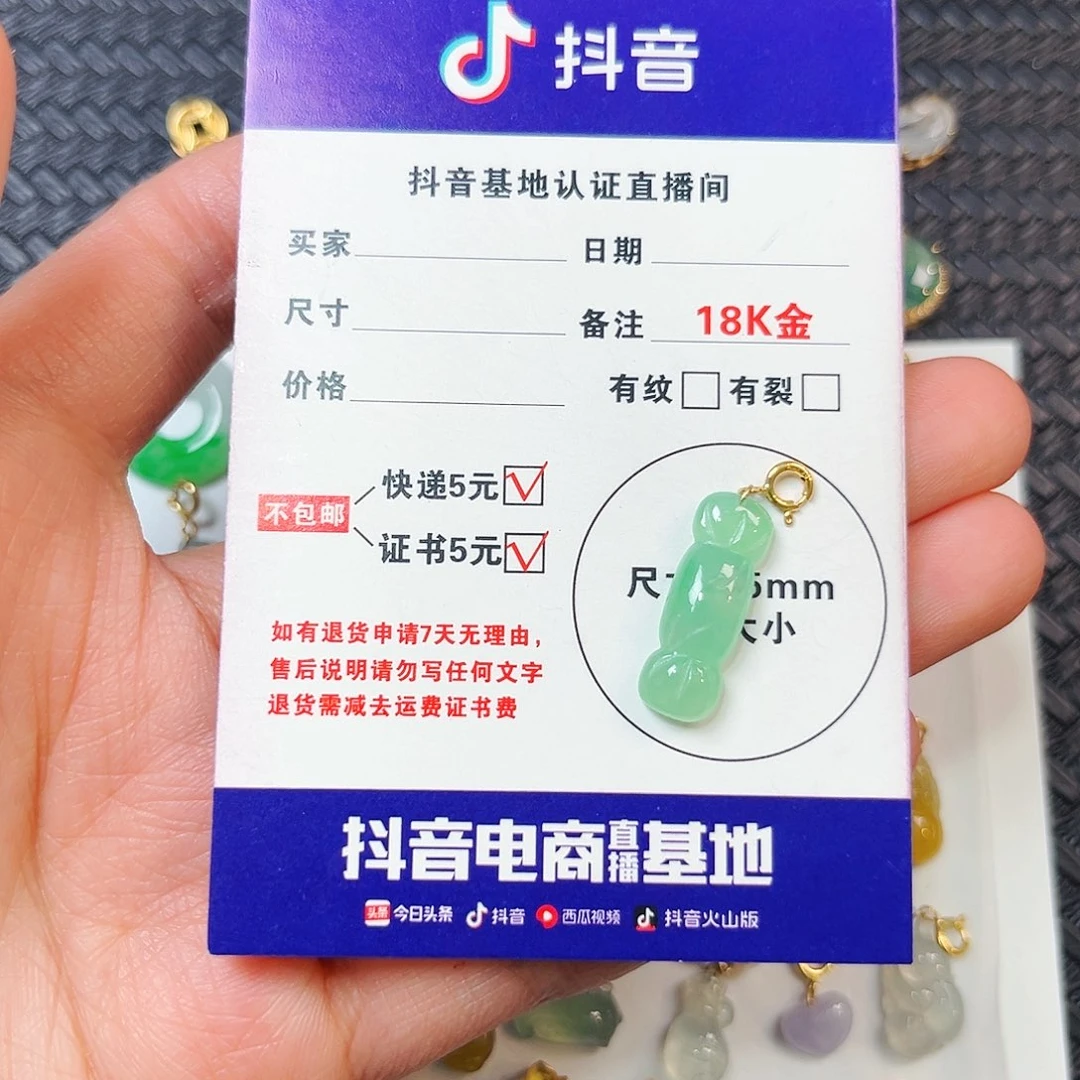 抖音
抖音基地认证直播间
买家 日期
尺寸 备注 18K金
价格 有纹 有裂
快递5元
不包邮
证书5元
5mm
大小
如有退货申请7天无理由，
售后说明请勿写任何文字
退货需减去运费证书费
抖音电商直播基地
头条 今日头条 抖音 西瓜视频 抖音火山版